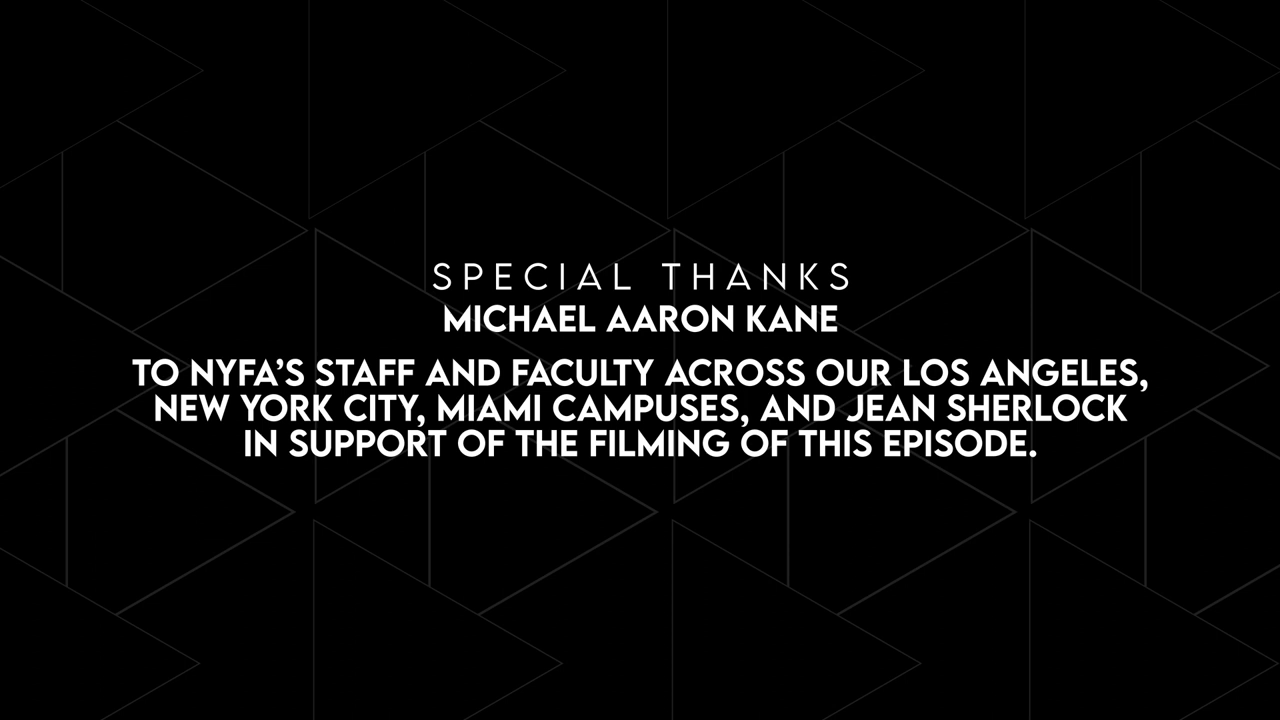 SPECIAL THANKS
MICHAEL AARON KANE
TO NYFA’S STAFF AND FACULTY ACROSS OUR LOS ANGELES,
NEW YORK CITY, MIAMI CAMPUSES, AND JEAN SHERLOCK
IN SUPPORT OF THE FILMING OF THIS EPISODE.